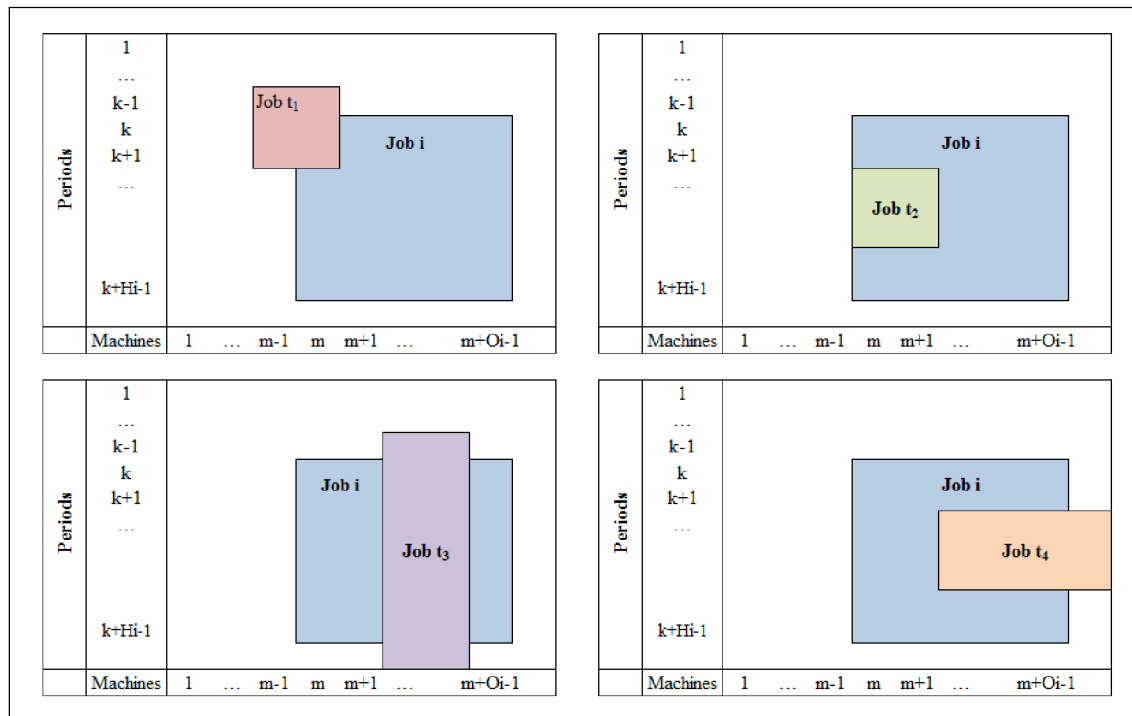 Periods
1
...
k-1
k
k+1
...
k+Hi-1
Job t1
Job i
Machines 1 ... m-1 m m+1 ... m+Oi-1
Periods
1
...
k-1
k
k+1
...
k+Hi-1
Job i
Job t2
Machines 1 ... m-1 m m+1 ... m+Oi-1
Periods
1
...
k-1
k
k+1
...
k+Hi-1
Job i
Job t3
Machines 1 ... m-1 m m+1 ... m+Oi-1
Periods
1
...
k-1
k
k+1
...
k+Hi-1
Job i
Job t4
Machines 1 ... m-1 m m+1 ... m+Oi-1